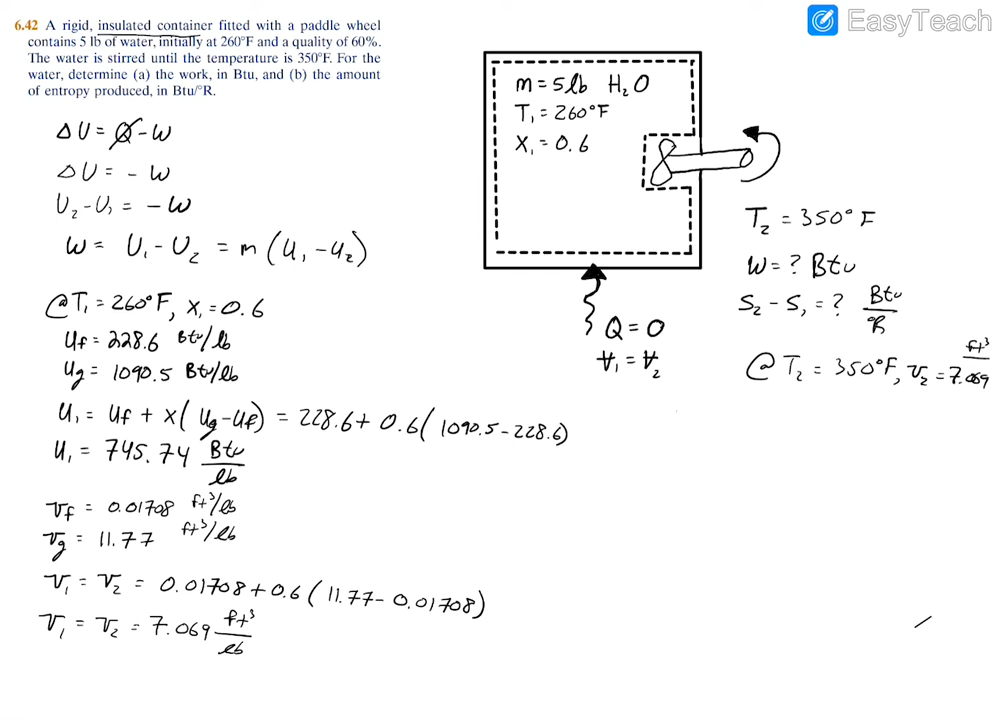 EasyTeach
6.42 A rigid, insulated container fitted with a paddle wheel
contains 5 lb of water, initially at 260°F and a quality of 60%.
The water is stirred until the temperature is 350°F. For the
water, determine (a) the work, in Btu, and (b) the amount
of entropy produced, in Btu/°R.
ΔU = Q - W
ΔU = - W
U₂ - U₁ = - W
W = U₁ - U₂ = m (u₁ - u₂)
@ T₁ = 260°F, x₁ = 0.6
uf = 228.6 Btu/lb
ug = 1090.5 Btu/lb
u₁ = uf + x (ug - uf) = 228.6 + 0.6 (1090.5 - 228.6)
u₁ = 745.74 Btu/lb
vf = 0.01708 ft³/lb
vg = 11.77 ft³/lb
v₁ = v₂ = 0.01708 + 0.6 (11.77 - 0.01708)
v₁ = v₂ = 7.069 ft³/lb
m = 5 lb H₂O
T₁ = 260°F
x₁ = 0.6
Q = 0
V₁ = V₂
T₂ = 350°F
W = ? Btu
S₂ - S₁ = ? Btu/°R
@ T₂ = 350°F, v₂ = 7.069 ft³